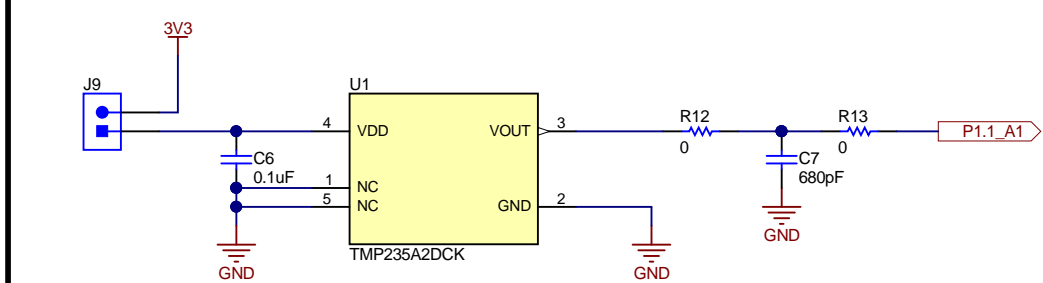 3V3
J9
U1
4
VDD
VOUT
3
R12
0
R13
0
P1.1_A1
C6
0.1uF
C7
680pF
1
NC
5
NC
GND
2
GND
TMP235A2DCK
GND
GND